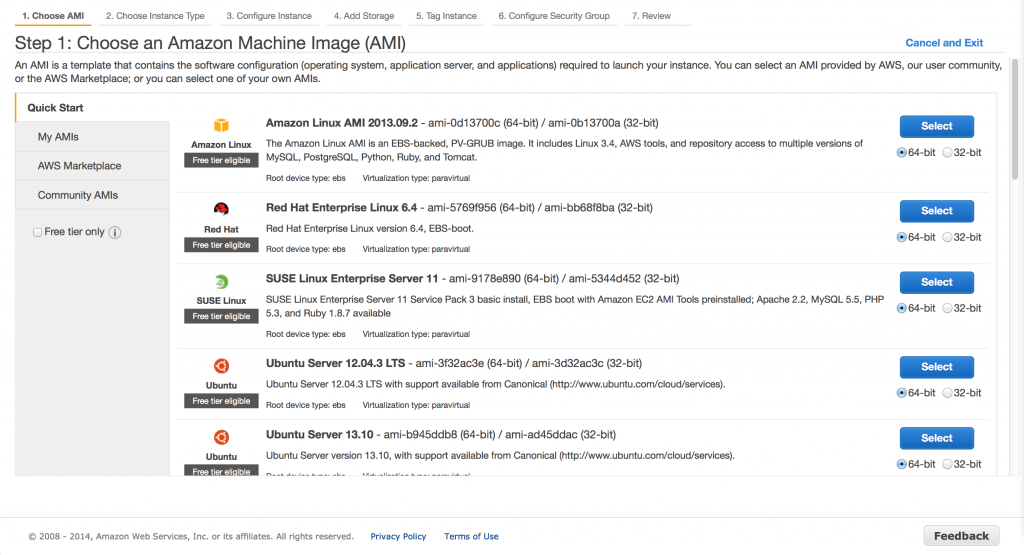 1. Choose AMI 2. Choose Instance Type 3. Configure Instance 4. Add Storage 5. Tag Instance 6. Configure Security Group 7. Review
Step 1: Choose an Amazon Machine Image (AMI)
Cancel and Exit
An AMI is a template that contains the software configuration (operating system, application server, and applications) required to launch your instance. You can select an AMI provided by AWS, our user community,
or the AWS Marketplace; or you can select one of your own AMIs.
Quick Start
My AMIs
AWS Marketplace
Community AMIs
Free tier only i
Amazon Linux
Free tier eligible
Amazon Linux AMI 2013.09.2 - ami-0d13700c (64-bit) / ami-0b13700a (32-bit)
The Amazon Linux AMI is an EBS-backed, PV-GRUB image. It includes Linux 3.4, AWS tools, and repository access to multiple versions of
MySQL, PostgreSQL, Python, Ruby, and Tomcat.
Root device type: ebs Virtualization type: paravirtual
Select
64-bit 32-bit
Red Hat
Free tier eligible
Red Hat Enterprise Linux 6.4 - ami-5769f956 (64-bit) / ami-bb68f8ba (32-bit)
Red Hat Enterprise Linux version 6.4, EBS-boot.
Root device type: ebs Virtualization type: paravirtual
Select
64-bit 32-bit
SUSE Linux
Free tier eligible
SUSE Linux Enterprise Server 11 - ami-9178e890 (64-bit) / ami-5344d452 (32-bit)
SUSE Linux Enterprise Server 11 Service Pack 3 basic install, EBS boot with Amazon EC2 AMI Tools preinstalled; Apache 2.2, MySQL 5.5, PHP
5.3, and Ruby 1.8.7 available
Root device type: ebs Virtualization type: paravirtual
Select
64-bit 32-bit
Ubuntu
Free tier eligible
Ubuntu Server 12.04.3 LTS - ami-3f32ac3e (64-bit) / ami-3d32ac3c (32-bit)
Ubuntu Server 12.04.3 LTS with support available from Canonical (http://www.ubuntu.com/cloud/services).
Root device type: ebs Virtualization type: paravirtual
Select
64-bit 32-bit
Ubuntu
Free tier eligible
Ubuntu Server 13.10 - ami-b945ddb8 (64-bit) / ami-ad45ddac (32-bit)
Ubuntu Server version 13.10, with support available from Canonical (http://www.ubuntu.com/cloud/services).
Root device type: ebs Virtualization type: paravirtual
Select
64-bit 32-bit
© 2008 - 2014, Amazon Web Services, Inc. or its affiliates. All rights reserved. Privacy Policy Terms of Use
Feedback